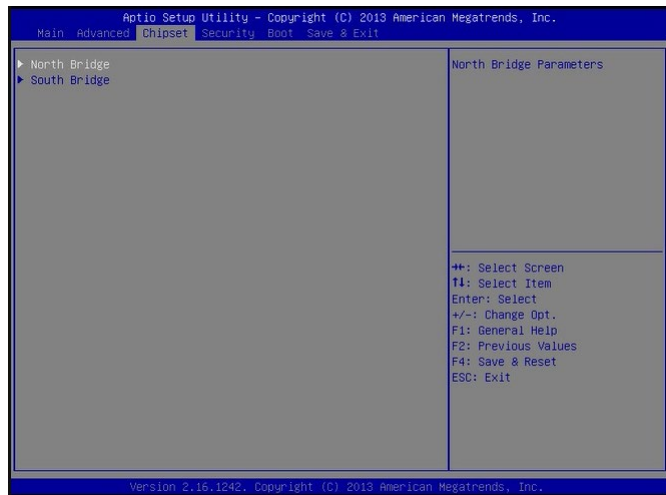 Aptio Setup Utility – Copyright (C) 2013 American Megatrends, Inc.
Main Advanced Chipset Security Boot Save & Exit
North Bridge
South Bridge
North Bridge Parameters
→←: Select Screen
↑↓: Select Item
Enter: Select
+/-: Change Opt.
F1: General Help
F2: Previous Values
F4: Save & Reset
ESC: Exit
Version 2.16.1242. Copyright (C) 2013 American Megatrends, Inc.